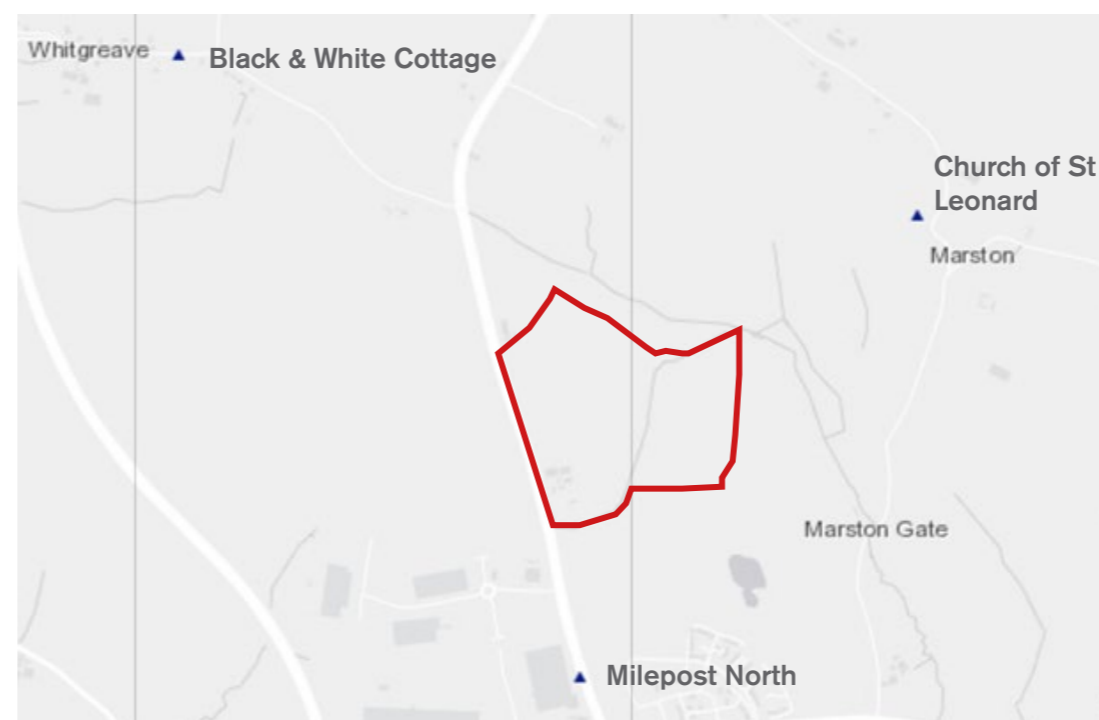 Whitgreave
Black & White Cottage
Church of St
Leonard
Marston
Marston Gate
Milepost North